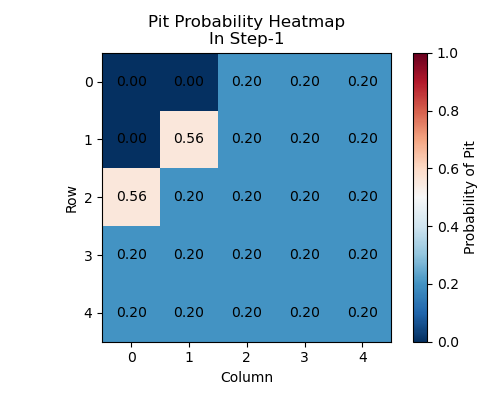 Pit Probability Heatmap
In Step-1
0 0.00 0.00 0.20 0.20 0.20
1 0.00 0.56 0.20 0.20 0.20
2 0.56 0.20 0.20 0.20 0.20
3 0.20 0.20 0.20 0.20 0.20
4 0.20 0.20 0.20 0.20 0.20
0 1 2 3 4
Column
Row
1.0
0.8
0.6
0.4
0.2
0.0
Probability of Pit